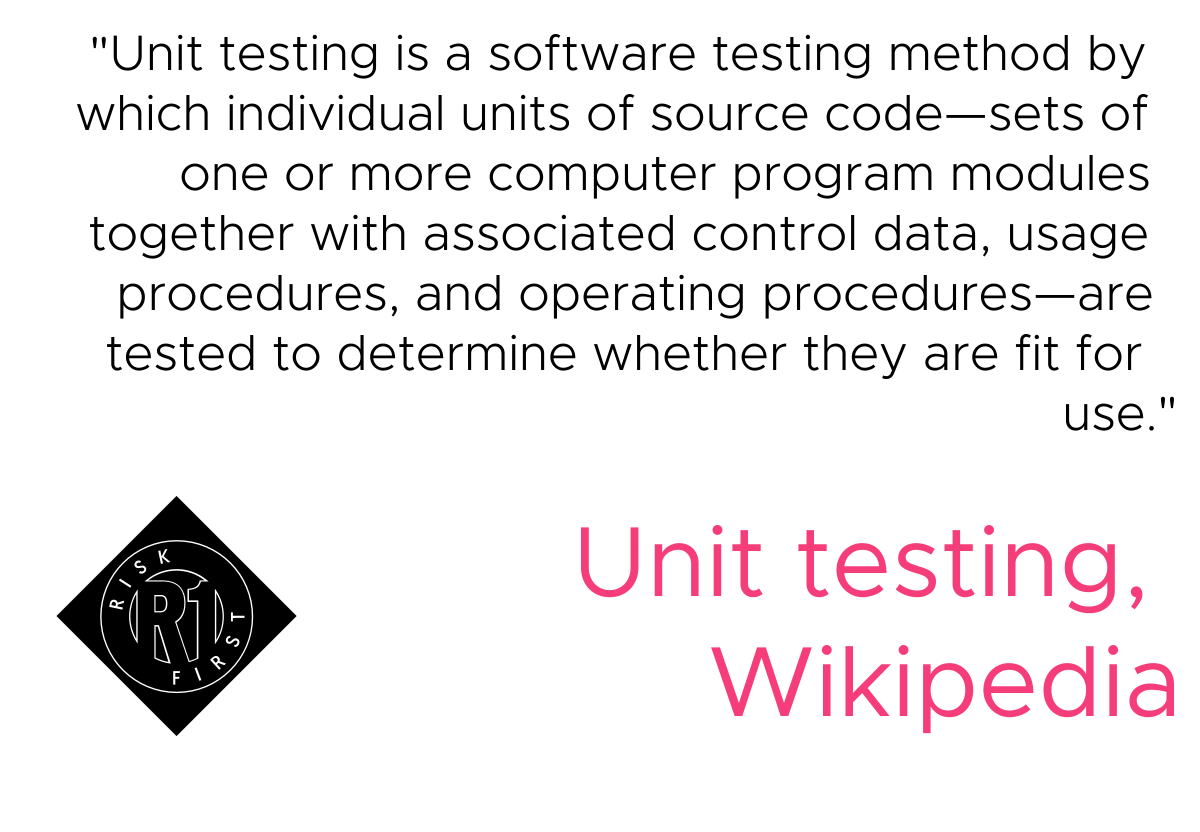 "Unit testing is a software testing method by
which individual units of source code—sets of
one or more computer program modules
together with associated control data, usage
procedures, and operating procedures—are
tested to determine whether they are fit for
use."
RISK
R1
FIRST
Unit testing,
Wikipedia